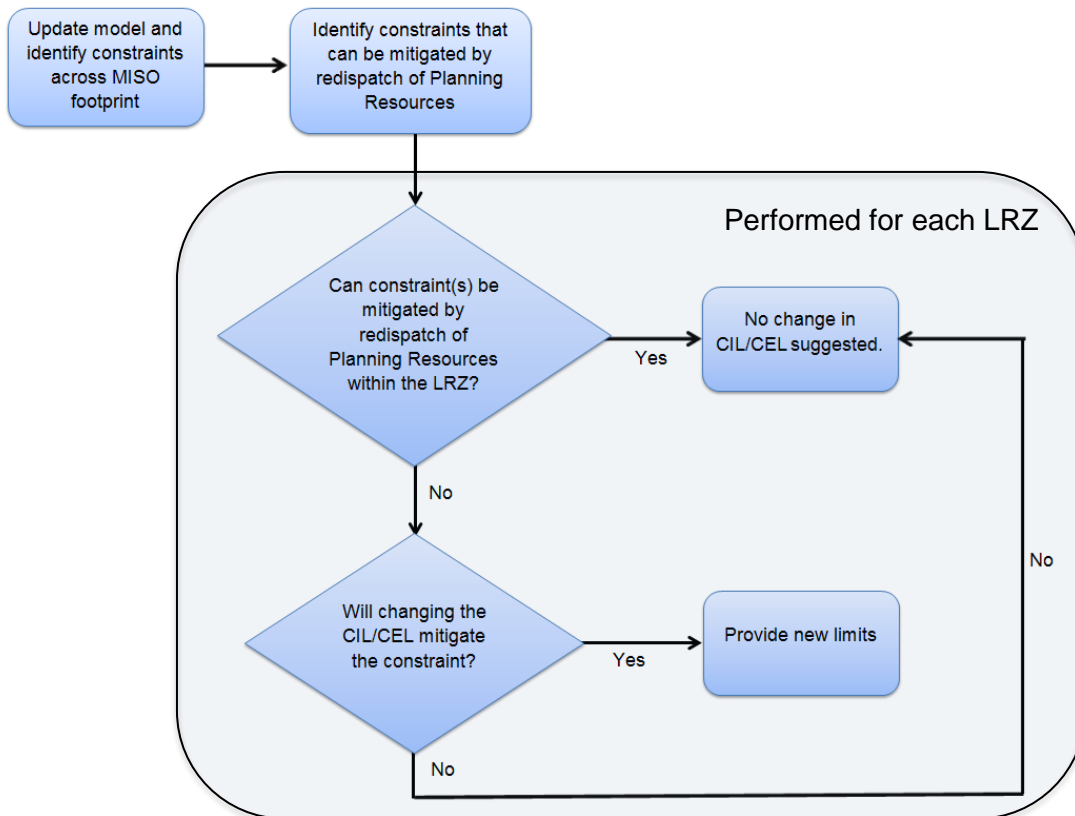 Update model and
identify constraints
across MISO
footprint
Identify constraints that
can be mitigated by
redispatch of Planning
Resources
Performed for each LRZ
Can constraint(s) be
mitigated by
redispatch of
Planning Resources
within the LRZ?
Yes
No change in
CIL/CEL suggested.
No
Will changing the
CIL/CEL mitigate
the constraint?
Yes
Provide new limits
No
No